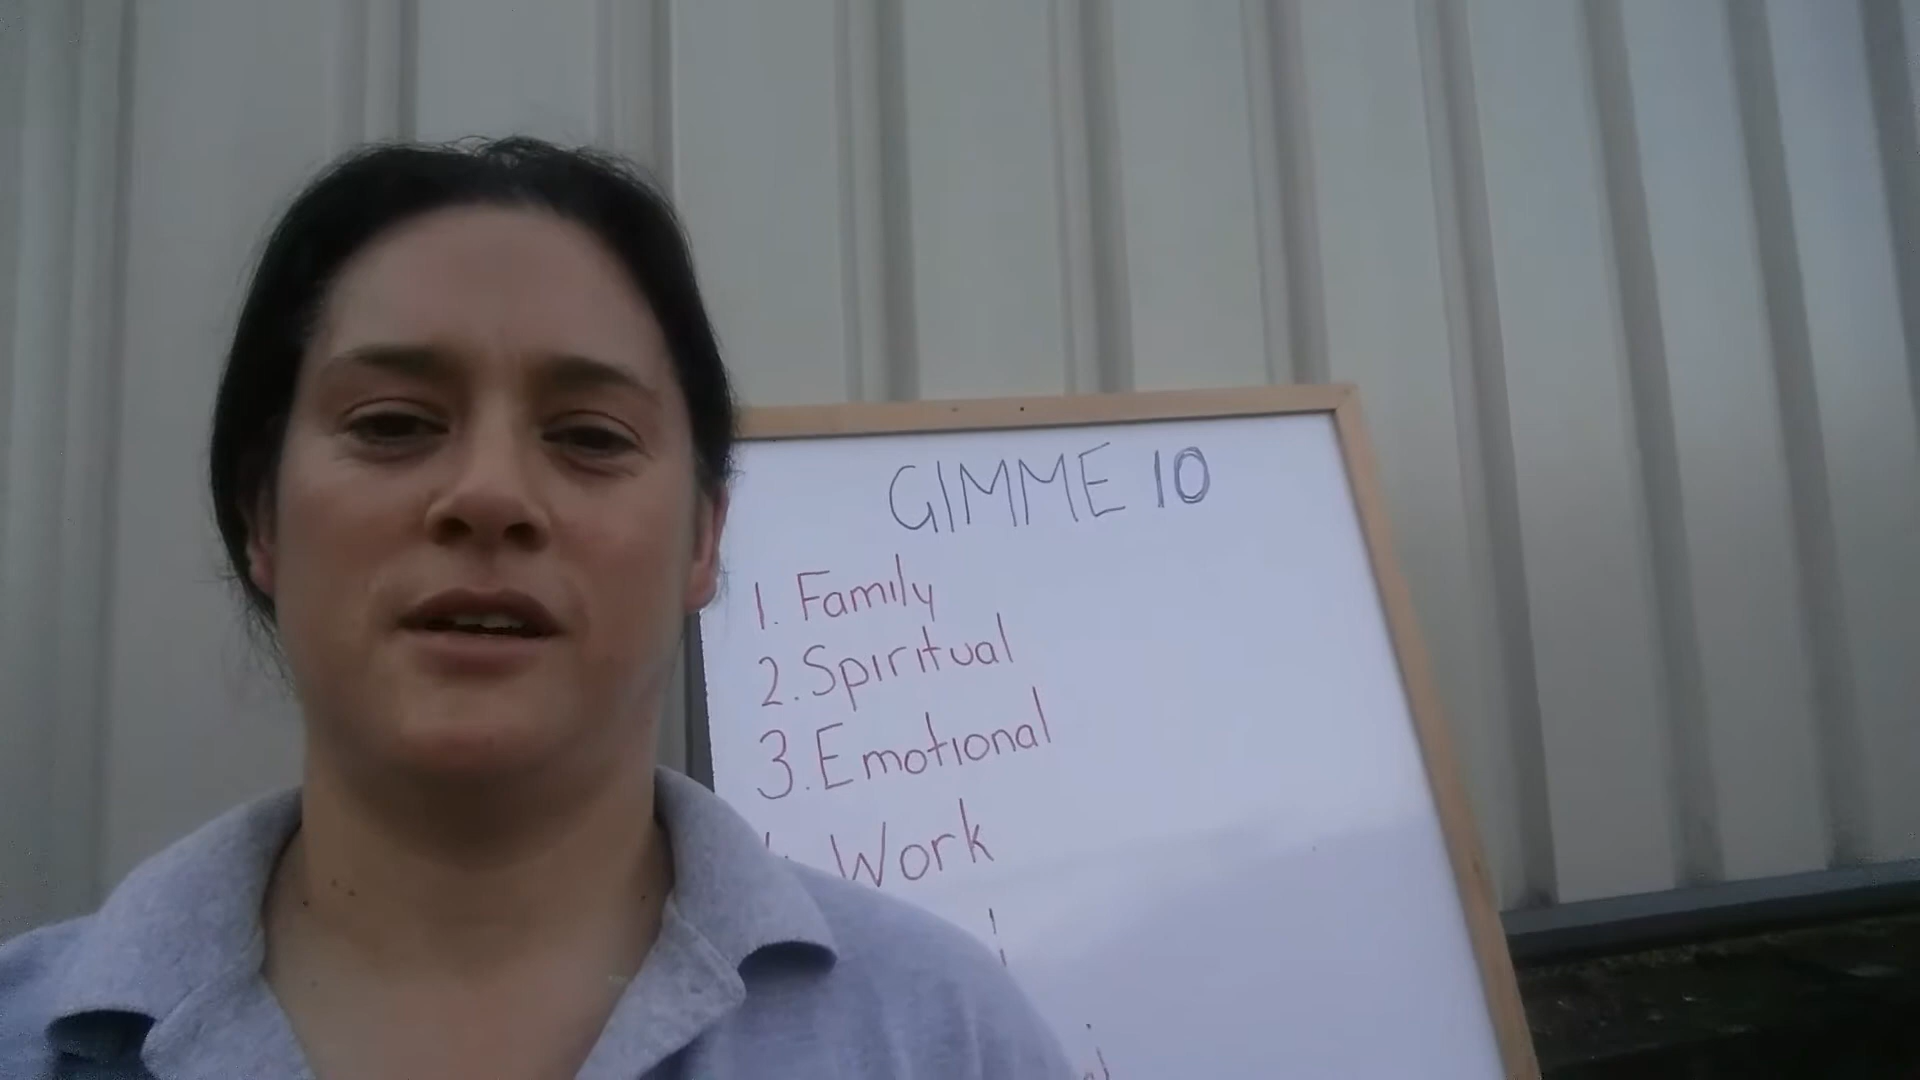 GIMME 10
1. Family
2. Spiritual
3. Emotional
Work